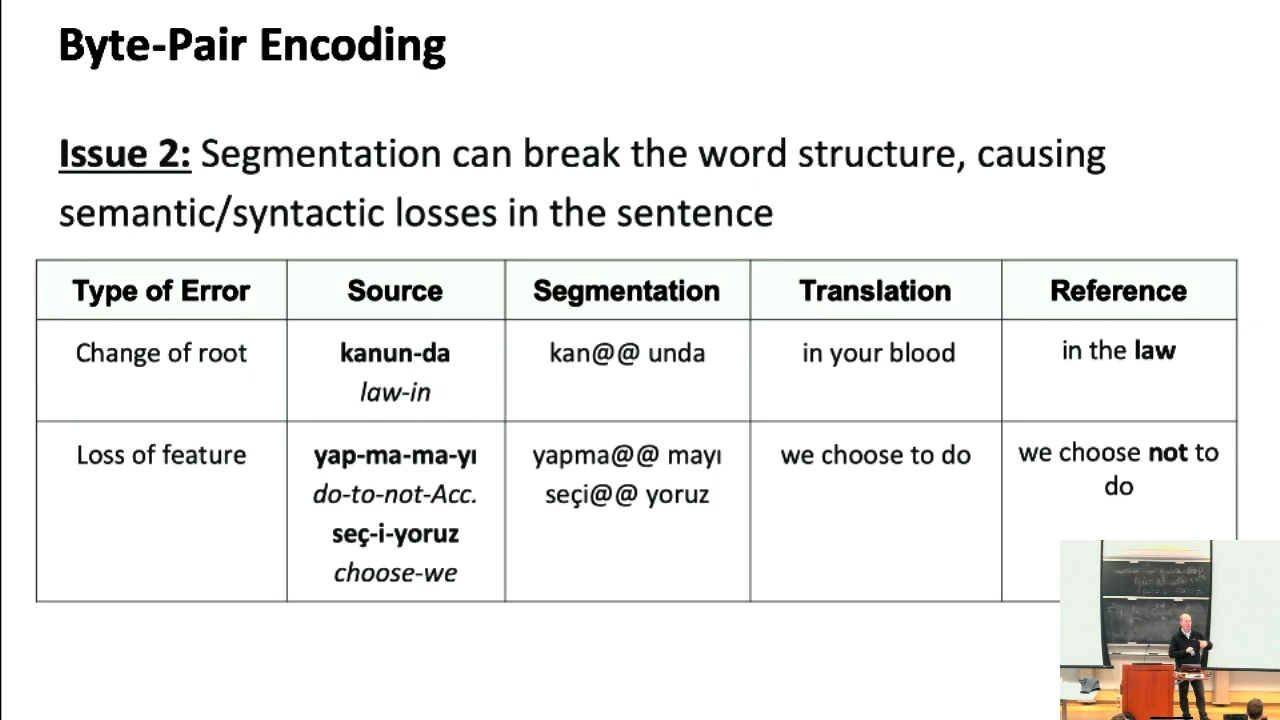 Byte-Pair Encoding
Issue 2: Segmentation can break the word structure, causing
semantic/syntactic losses in the sentence
Type of Error Source Segmentation Translation Reference
Change of root kanun-da kan@@ unda in your blood in the law
law-in
Loss of feature yap-ma-ma-yı yapma@@ mayı we choose to do we choose not to
do-to-not-Acc. seçi@@ yoruz do
seç-i-yoruz
choose-we